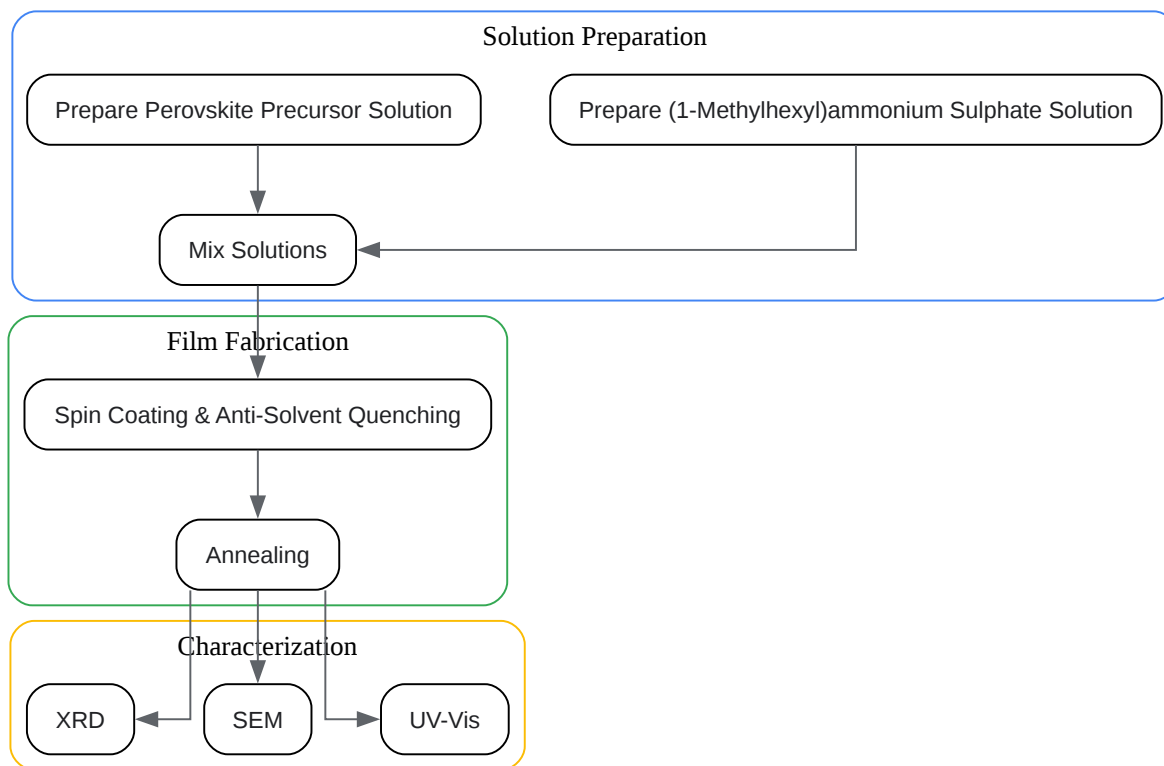 Solution Preparation
Prepare Perovskite Precursor Solution
Prepare (1-Methylhexyl)ammonium Sulphate Solution
Mix Solutions
Film Fabrication
Spin Coating & Anti-Solvent Quenching
Annealing
Characterization
XRD
SEM
UV-Vis